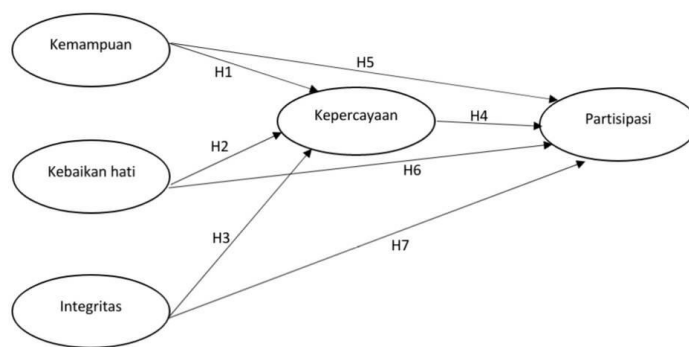 Kemampuan
H5
H1
Kepercayaan
H4
Partisipasi
H2
Kebaikan hati
H6
H3
H7
Integritas